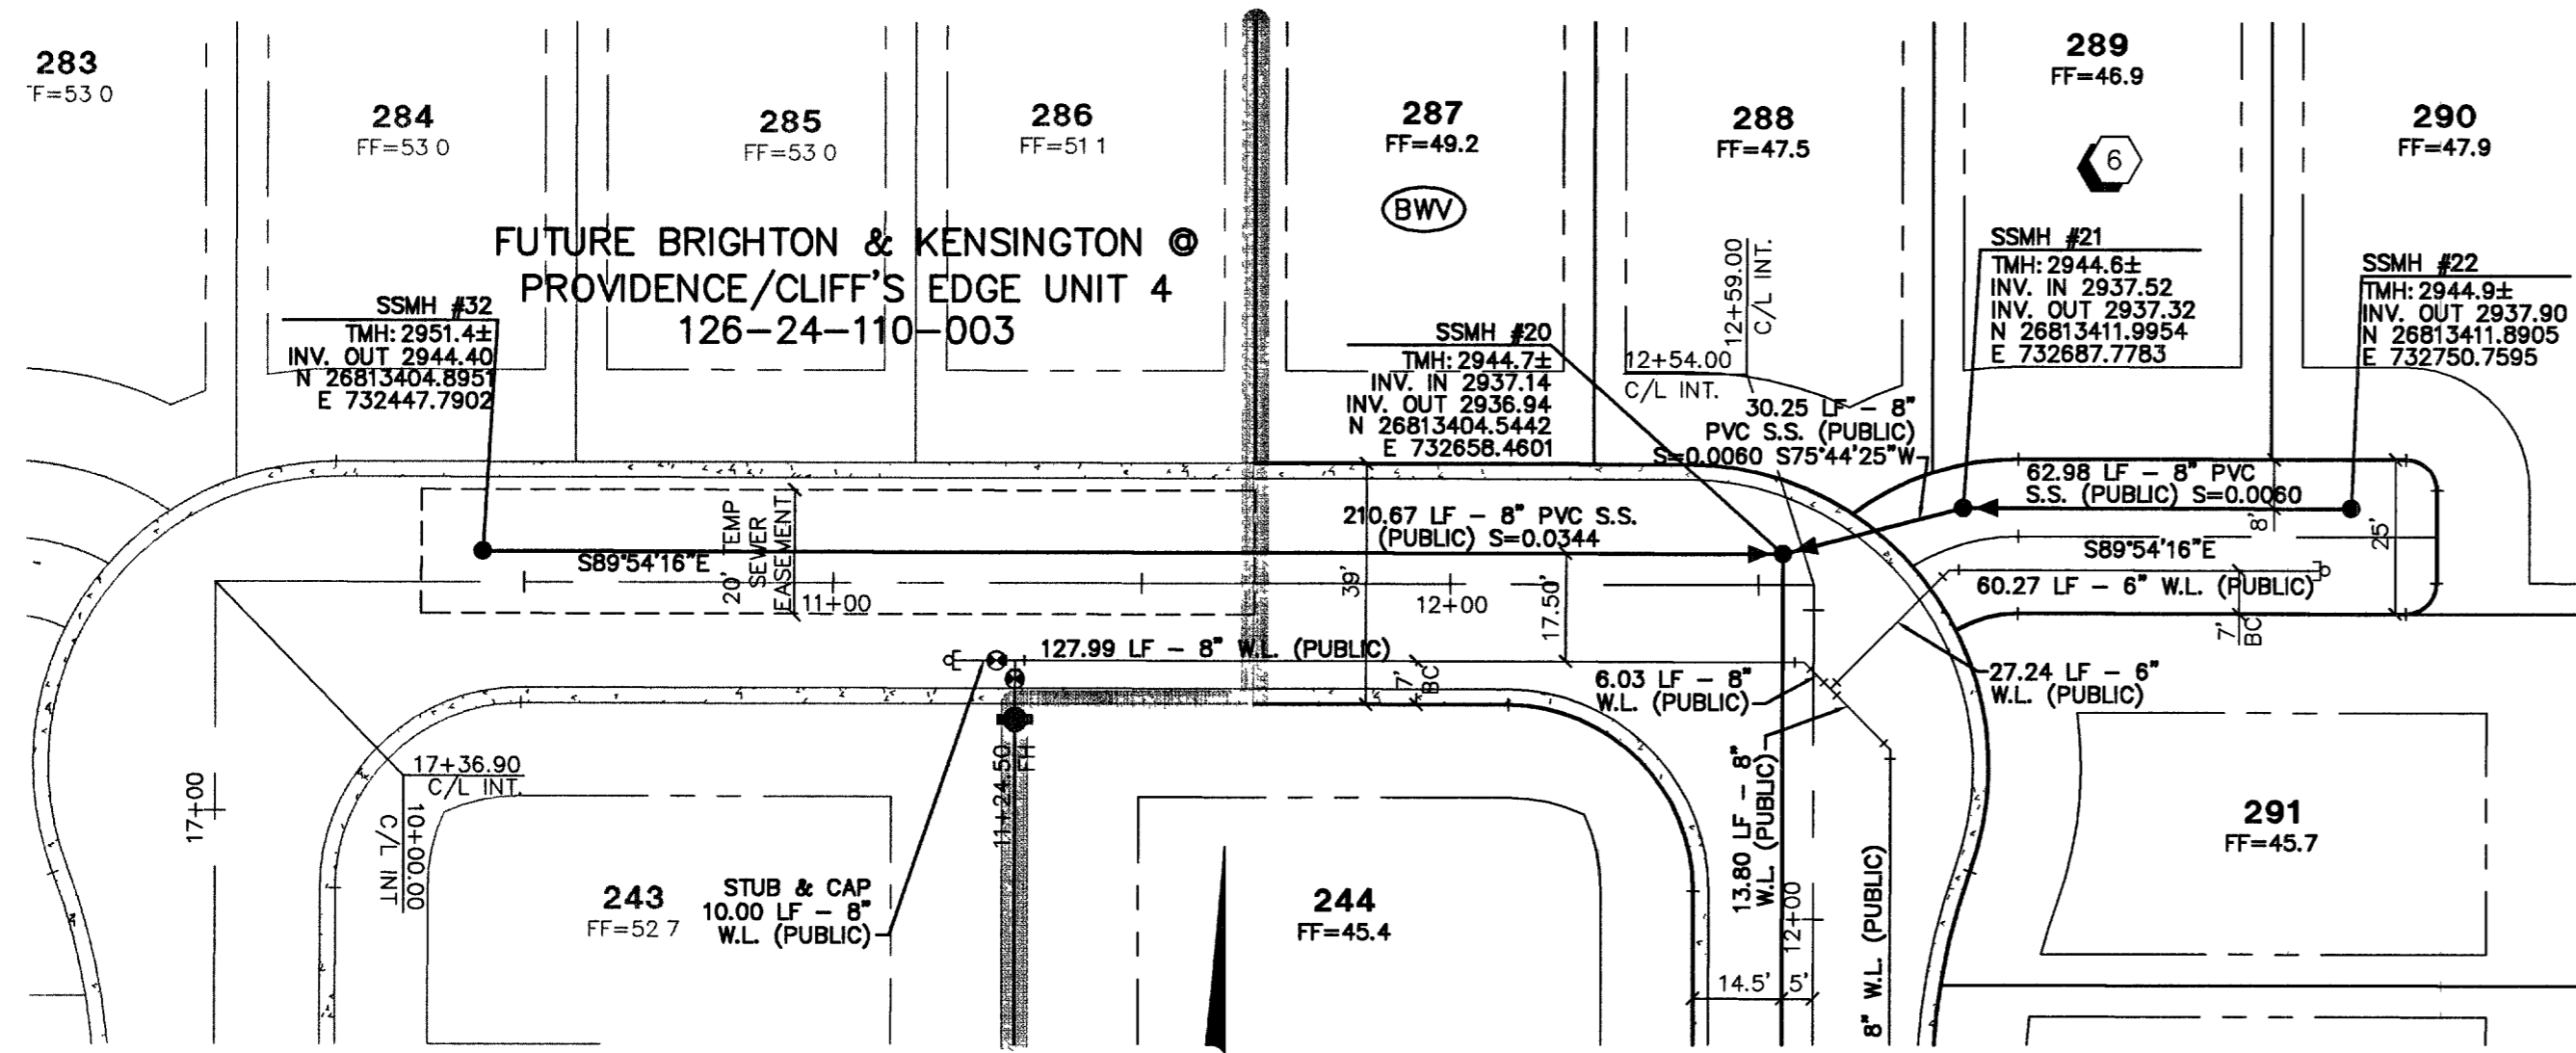 283
F=53 0
284
FF=53 0
285
FF=53 0
286
FF=51 1
287
FF=49.2
BWV
288
FF=47.5
289
FF=46.9
6
290
FF=47.9
FUTURE BRIGHTON & KENSINGTON @
PROVIDENCE/CLIFF'S EDGE UNIT 4
126-24-110-003
SSMH #32
TMH: 2951.4±
INV. OUT 2944.40
N 26813404.8951
E 732447.7902
SSMH #20
TMH: 2944.7±
INV. IN 2937.14
INV. OUT 2936.94
N 26813404.5442
E 732658.4601
12+59.00
C/L INT.
12+54.00
C/L INT.
SSMH #21
TMH: 2944.6±
INV. IN 2937.52
INV. OUT 2937.32
N 26813411.9954
E 732687.7783
SSMH #22
TMH: 2944.9±
INV. OUT 2937.90
N 26813411.8905
E 732750.7595
30.25 LF - 8"
PVC S.S. (PUBLIC)
S=0.0060 S75°44'25"W
62.98 LF - 8" PVC
S.S. (PUBLIC) S=0.0060
8'
25'
S89°54'16"E
20' TEMP
SEWER
EASEMENT
11+00
210.67 LF - 8" PVC S.S.
(PUBLIC) S=0.0344
39'
12+00
17.50'
S89°54'16"E
60.27 LF - 6" W.L. (PUBLIC)
7'
BC
127.99 LF - 8" W.L. (PUBLIC)
7'
BC
6.03 LF - 8"
W.L. (PUBLIC)
27.24 LF - 6"
W.L. (PUBLIC)
17+00
17+36.90
C/L INT.
10+00.00
C/L INT
11+24.50
FH
13.80 LF - 8"
W.L. (PUBLIC)
12+00
8" W.L. (PUBLIC)
14.5'
5'
243
FF=52 7
STUB & CAP
10.00 LF - 8"
W.L. (PUBLIC)
244
FF=45.4
291
FF=45.7